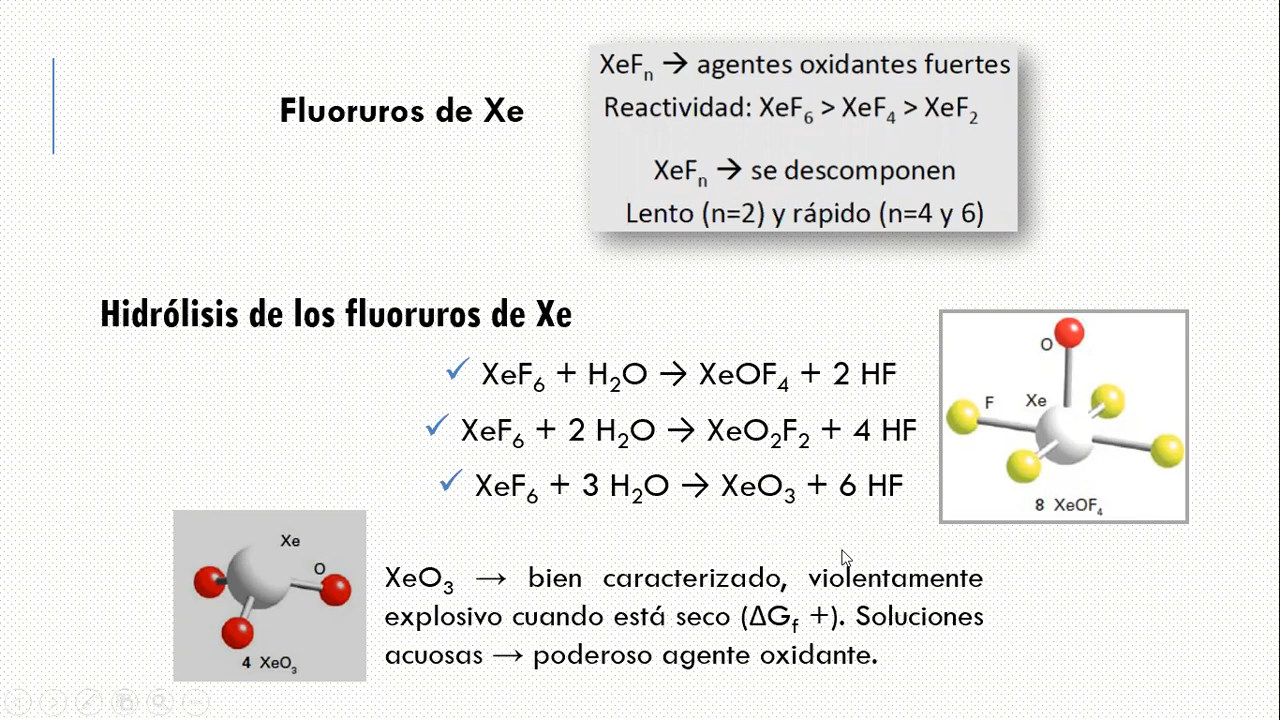 Fluoruros de Xe
XeFₙ → agentes oxidantes fuertes
Reactividad: XeF₆ > XeF₄ > XeF₂
XeFₙ → se descomponen
Lento (n=2) y rápido (n=4 y 6)
Hidrólisis de los fluoruros de Xe
✓ XeF₆ + H₂O → XeOF₄ + 2 HF
✓ XeF₆ + 2 H₂O → XeO₂F₂ + 4 HF
✓ XeF₆ + 3 H₂O → XeO₃ + 6 HF
O
F
Xe
8 XeOF₄
Xe
O
4 XeO₃
XeO₃ → bien caracterizado, violentamente
explosivo cuando está seco (ΔGf +). Soluciones
acuosas → poderoso agente oxidante.